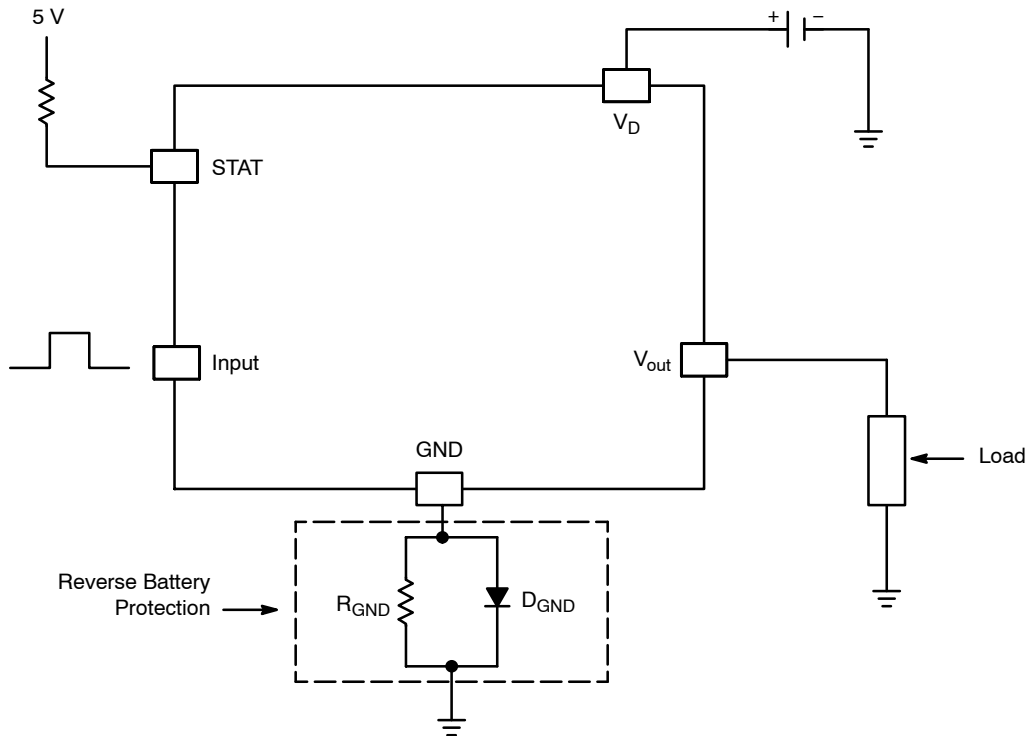 5 V
+ −
V_D
STAT
Input
V_out
GND
Load
Reverse Battery
Protection
R_GND
D_GND